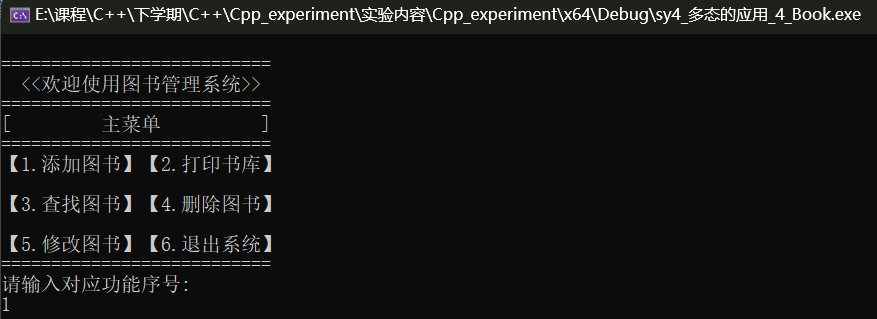 E:\课程\C++\下学期\C++\Cpp_experiment\实验内容\Cpp_experiment\x64\Debug\sy4_多态的应用_4_Book.exe
===========================
<<欢迎使用图书管理系统>>
===========================
[         主菜单          ]
===========================
【1.添加图书】【2.打印书库】
【3.查找图书】【4.删除图书】
【5.修改图书】【6.退出系统】
===========================
请输入对应功能序号:
1